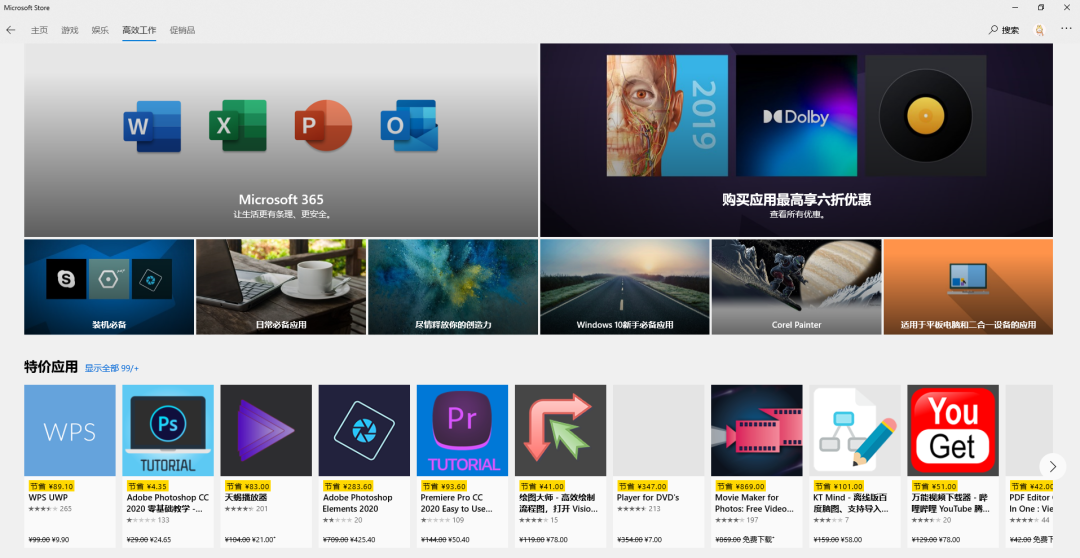 Microsoft Store
主页 游戏 娱乐 高效工作 促销品 搜索
W X P O
2019
Dolby
Microsoft 365
让生活更有条理、更安全。
购买应用最高享六折优惠
查看所有优惠。
装机必备
日常必备应用
尽情释放你的创造力
Windows 10新手必备应用
Corel Painter
适用于平板电脑和二合一设备的应用
特价应用 显示全部 99/+
WPS
节省 ¥89.10
WPS UWP
265
¥99.00 ¥9.90
Ps
TUTORIAL
节省 ¥4.35
Adobe Photoshop CC
2020 零基础教学 -...
133
¥29.00 ¥24.65
节省 ¥83.00
天蝎播放器
201
¥104.00 ¥21.00*
节省 ¥283.60
Adobe Photoshop
Elements 2020
20
¥709.00 ¥425.40
Pr
TUTORIAL
节省 ¥93.60
Premiere Pro CC
2020 Easy to Use...
109
¥144.00 ¥50.40
节省 ¥41.00
绘图大师 - 高效绘制
流程图，打开 Visio...
15
¥119.00 ¥78.00
节省 ¥347.00
Player for DVD's
213
¥354.00 ¥7.00
节省 ¥869.00
Movie Maker for
Photos: Free Video...
197
¥869.00 免费下载*
节省 ¥101.00
KT Mind - 离线版百
度脑图、支持导入...
7
¥159.00 ¥58.00
You
Get
节省 ¥51.00
万能视频下载器 - 哔
哩哔哩 YouTube 腾...
20
¥129.00 ¥78.00
节省 ¥42.00
PDF Editor
In One : Vie
44
¥42.00 免费下